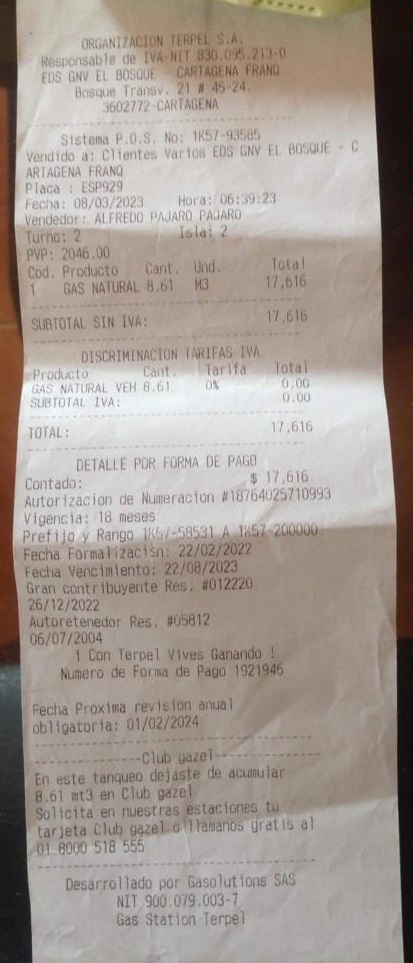 ORGANIZACION TERPEL S.A.
Responsable de IVA-NIT 830.095.213-0
EDS GNV EL BOSQUE - CARTAGENA FRANQ
Bosque Transv. 21 # 45-24.
3602772-CARTAGENA
Sistema P.O.S. No: 1K57-93585
Vendido a: Clientes Varios EDS GNV EL BOSQUE - C
ARTAGENA FRANQ
Placa : ESP929
Fecha: 08/03/2023 Hora: 06:39:23
Vendedor: ALFREDO PAJARO PAJARO
Turno: 2 Isla: 2
PVP: 2046.00
Cod. Producto Cant. Und. Total
1 GAS NATURAL 8.61 M3 17,616
SUBTOTAL SIN IVA: 17,616
DISCRIMINACION TARIFAS IVA
Producto Cant. Tarifa Total
GAS NATURAL VEH 8.61 0% 0.00
SUBTOTAL IVA: 0.00
TOTAL: 17,616
DETALLE POR FORMA DE PAGO
Contado: $ 17,616
Autorizacion de Numeracion #18764025710993
Vigencia: 18 meses
Prefijo y Rango 1K57-58531 A 1K57-200000
Fecha Formalización: 22/02/2022
Fecha Vencimiento: 22/08/2023
Gran contribuyente Res. #012220
26/12/2022
Autoretenedor Res. #05812
06/07/2004
¡ Con Terpel Vives Ganando !
Numero de Forma de Pago 1921946
Fecha Proxima revision anual
obligatoria: 01/02/2024
--------------Club gazel--------------
En este tanqueo dejaste de acumular
8.61 mt3 en Club gazel
Solicita en nuestras estaciones tu
tarjeta Club gazel o llamanos gratis al
01 8000 518 555
Desarrollado por Gasolutions SAS
NIT 900.079.003-7
Gas Station Terpel